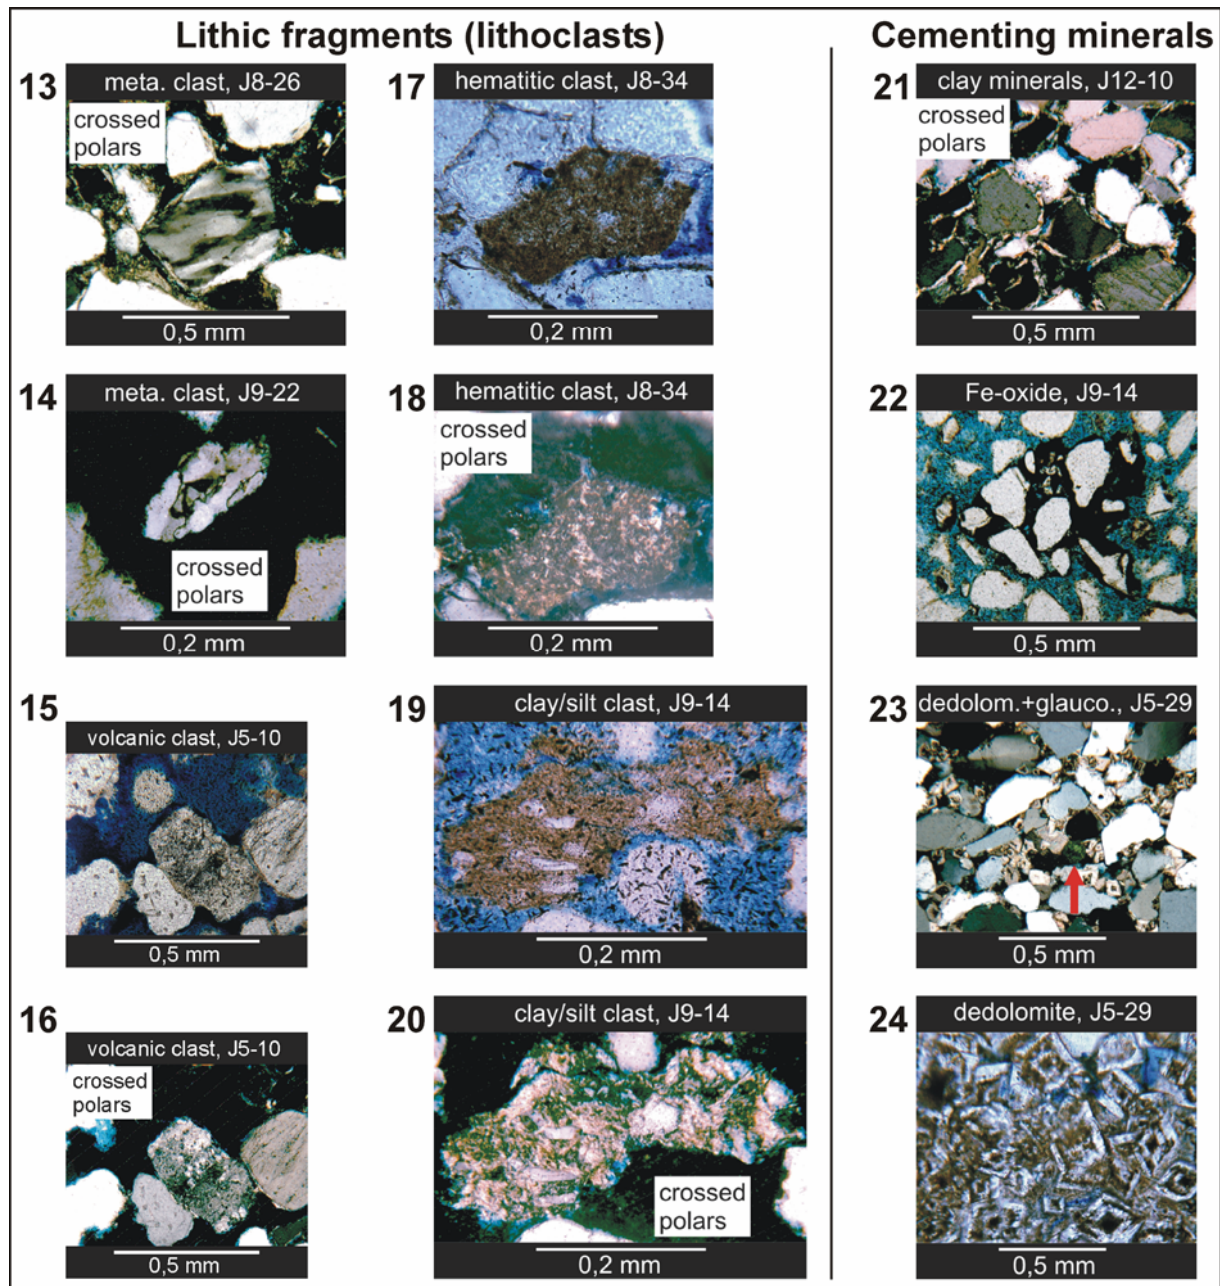 Lithic fragments (lithoclasts)
13
meta. clast, J8-26
crossed
polars
0,5 mm
14
meta. clast, J9-22
crossed
polars
0,2 mm
15
volcanic clast, J5-10
0,5 mm
16
volcanic clast, J5-10
crossed
polars
0,5 mm
17
hematitic clast, J8-34
0,2 mm
18
hematitic clast, J8-34
crossed
polars
0,2 mm
19
clay/silt clast, J9-14
0,2 mm
20
clay/silt clast, J9-14
crossed
polars
0,2 mm
Cementing minerals
21
clay minerals, J12-10
crossed
polars
0,5 mm
22
Fe-oxide, J9-14
0,5 mm
23
dedolom.+glauco., J5-29
0,5 mm
24
dedolomite, J5-29
0,5 mm